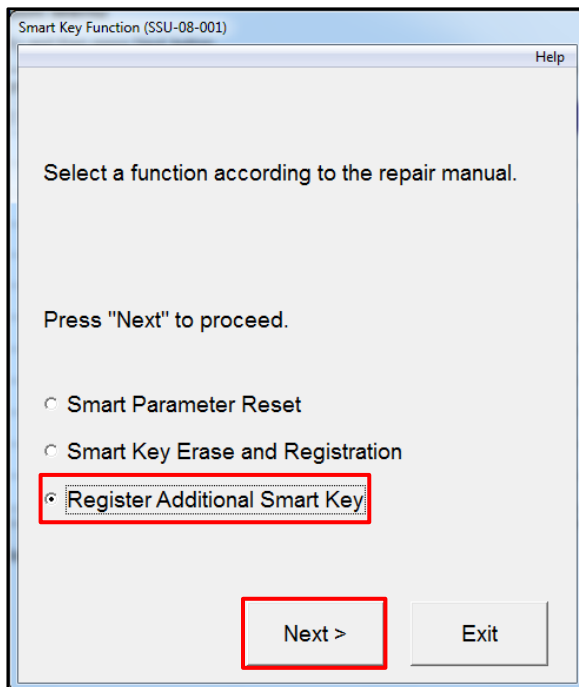 Smart Key Function (SSU-08-001)
Help
Select a function according to the repair manual.
Press "Next" to proceed.
Smart Parameter Reset
Smart Key Erase and Registration
Register Additional Smart Key
Next >
Exit